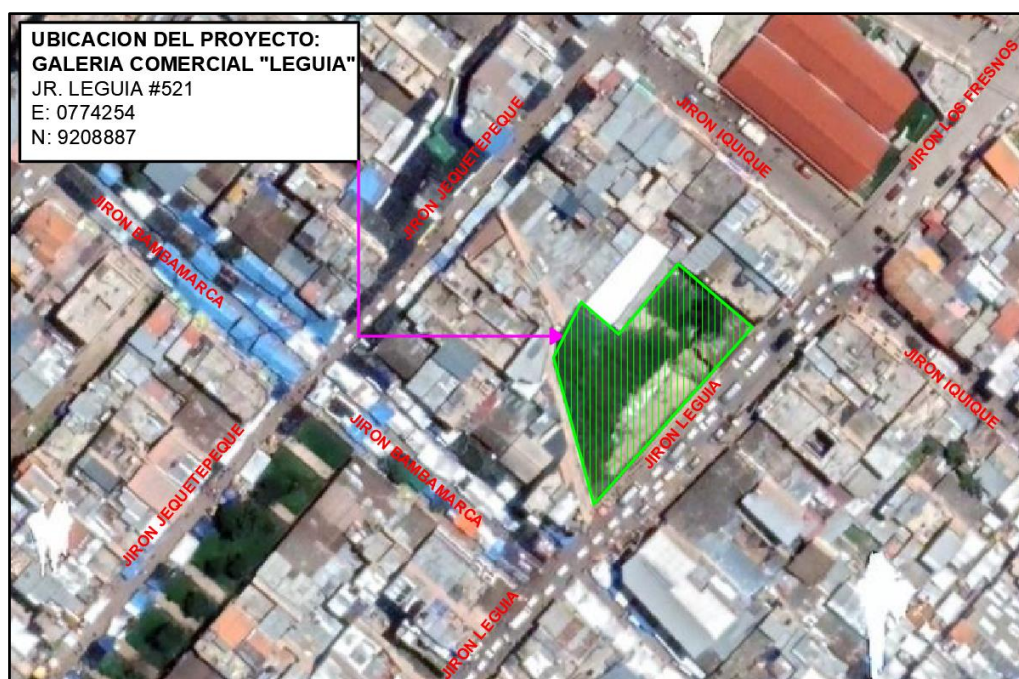 UBICACION DEL PROYECTO:
GALERIA COMERCIAL "LEGUIA"
JR. LEGUIA #521
E: 0774254
N: 9208887
JIRON LOS FRESNOS
JIRON IQUIQUE
JIRON JEQUETEPEQUE
JIRON BAMBAMARCA
JIRON IQUIQUE
JIRON LEGUIA
JIRON BAMBAMARCA
JIRON JEQUETEPEQUE
JIRON LEGUIA